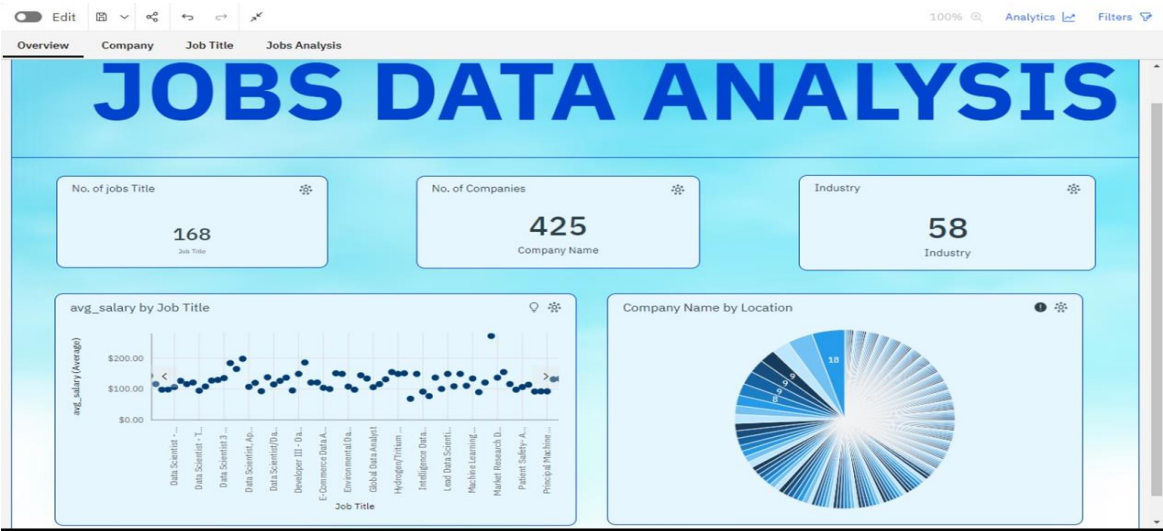 Edit
100%
Analytics
Filters
Overview Company Job Title Jobs Analysis
JOBS DATA ANALYSIS
No. of jobs Title
168
Job Title
No. of Companies
425
Company Name
Industry
58
Industry
avg_salary by Job Title
avg_salary (Average)
$200.00
$100.00
$0.00
Data Scientist - ...
Data Scientist - T...
Data Scientist 3 ...
Data Scientist, Ap...
Data Scientist/Da...
Developer III - Da...
E-Commerce Data A...
Environmental Da...
Global Data Analyst
Hydrogen/Tritium ...
Intelligence Data...
Lead Data Scienti...
Machine Learning ...
Market Research D...
Patient Safety- A...
Principal Machine ...
Job Title
Company Name by Location
18
9
9
9
8